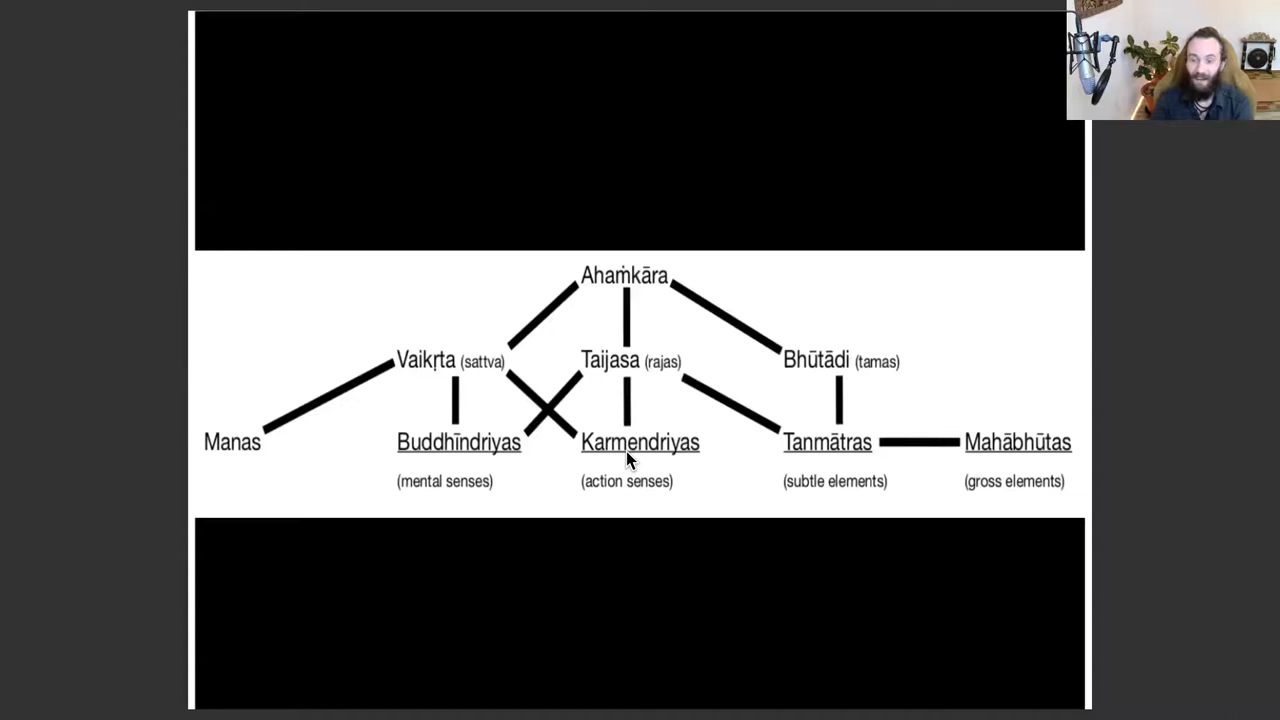 Ahaṁkāra
Vaikṛta (sattva) Taijasa (rajas) Bhūtādi (tamas)
Manas Buddhīndriyas Karmendriyas Tanmātras Mahābhūtas
(mental senses) (action senses) (subtle elements) (gross elements)